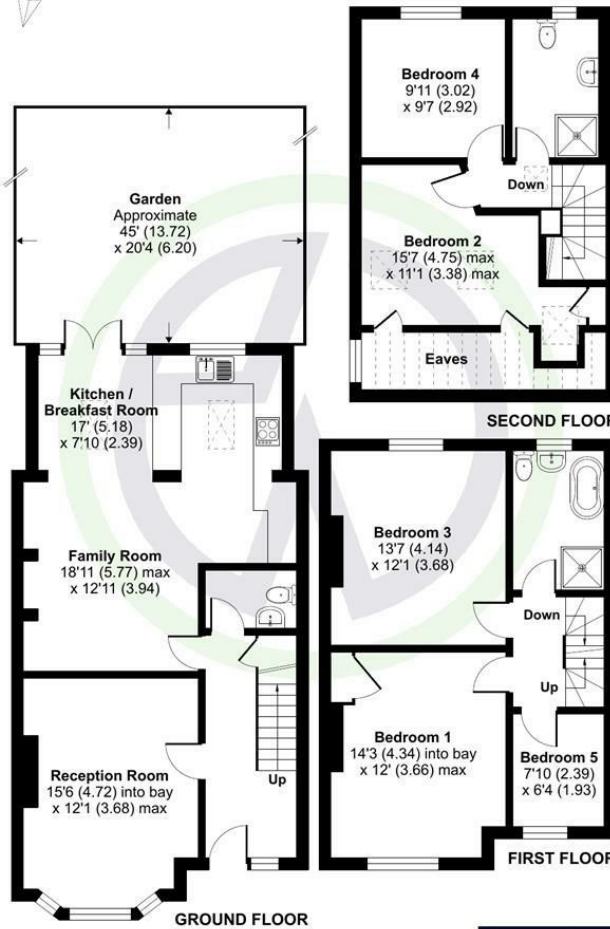 Garden
Approximate
45' (13.72)
x 20'4 (6.20)
Kitchen /
Breakfast Room
17' (5.18)
x 7'10 (2.39)
Family Room
18'11 (5.77) max
x 12'11 (3.94)
Reception Room
15'6 (4.72) into bay
x 12'1 (3.68) max
Up
GROUND FLOOR
Bedroom 4
9'11 (3.02)
x 9'7 (2.92)
Down
Bedroom 2
15'7 (4.75) max
x 11'1 (3.38) max
Eaves
SECOND FLOOR
Bedroom 3
13'7 (4.14)
x 12'1 (3.68)
Down
Up
Bedroom 1
14'3 (4.34) into bay
x 12' (3.66) max
Bedroom 5
7'10 (2.39)
x 6'4 (1.93)
FIRST FLOOR